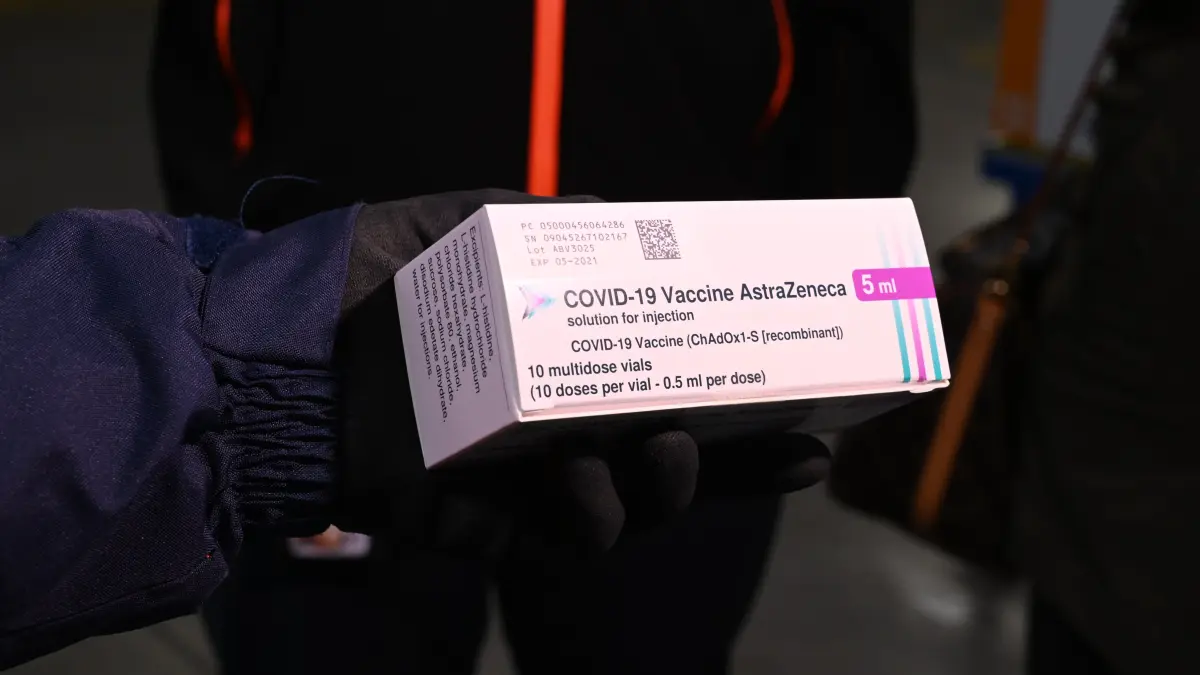 PC 05000456064286
SN 09045267102167
Lot ABV3025
EXP 05-2021
COVID-19 Vaccine AstraZeneca
5 ml
solution for injection
COVID-19 Vaccine (ChAdOx1-S [recombinant])
10 multidose vials
(10 doses per vial - 0.5 ml per dose)
Excipients: L-histidine,
L-histidine hydrochloride
monohydrate, magnesium
chloride hexahydrate,
polysorbate 80, ethanol,
sucrose, sodium chloride,
disodium edetate dihydrate,
water for injections.